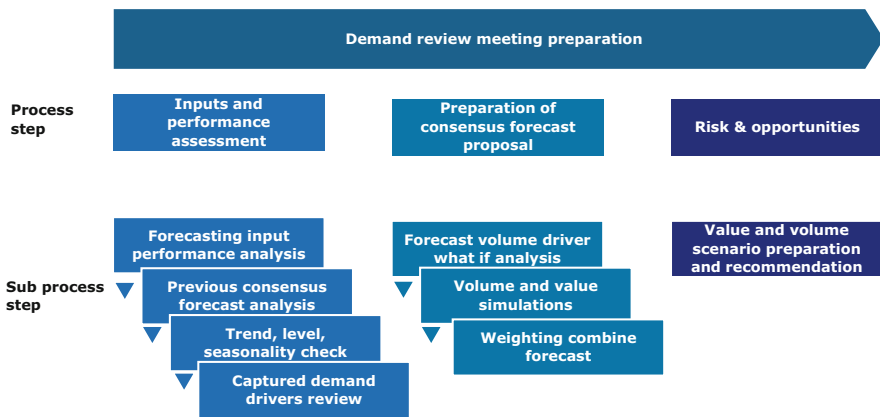 Demand review meeting preparation
Process
step
Inputs and
performance
assessment
Preparation of
consensus forecast
proposal
Risk & opportunities
Sub process
step
Forecasting input
performance analysis
Previous consensus
forecast analysis
Trend, level,
seasonality check
Captured demand
drivers review
Forecast volume driver
what if analysis
Volume and value
simulations
Weighting combine
forecast
Value and volume
scenario preparation
and recommendation